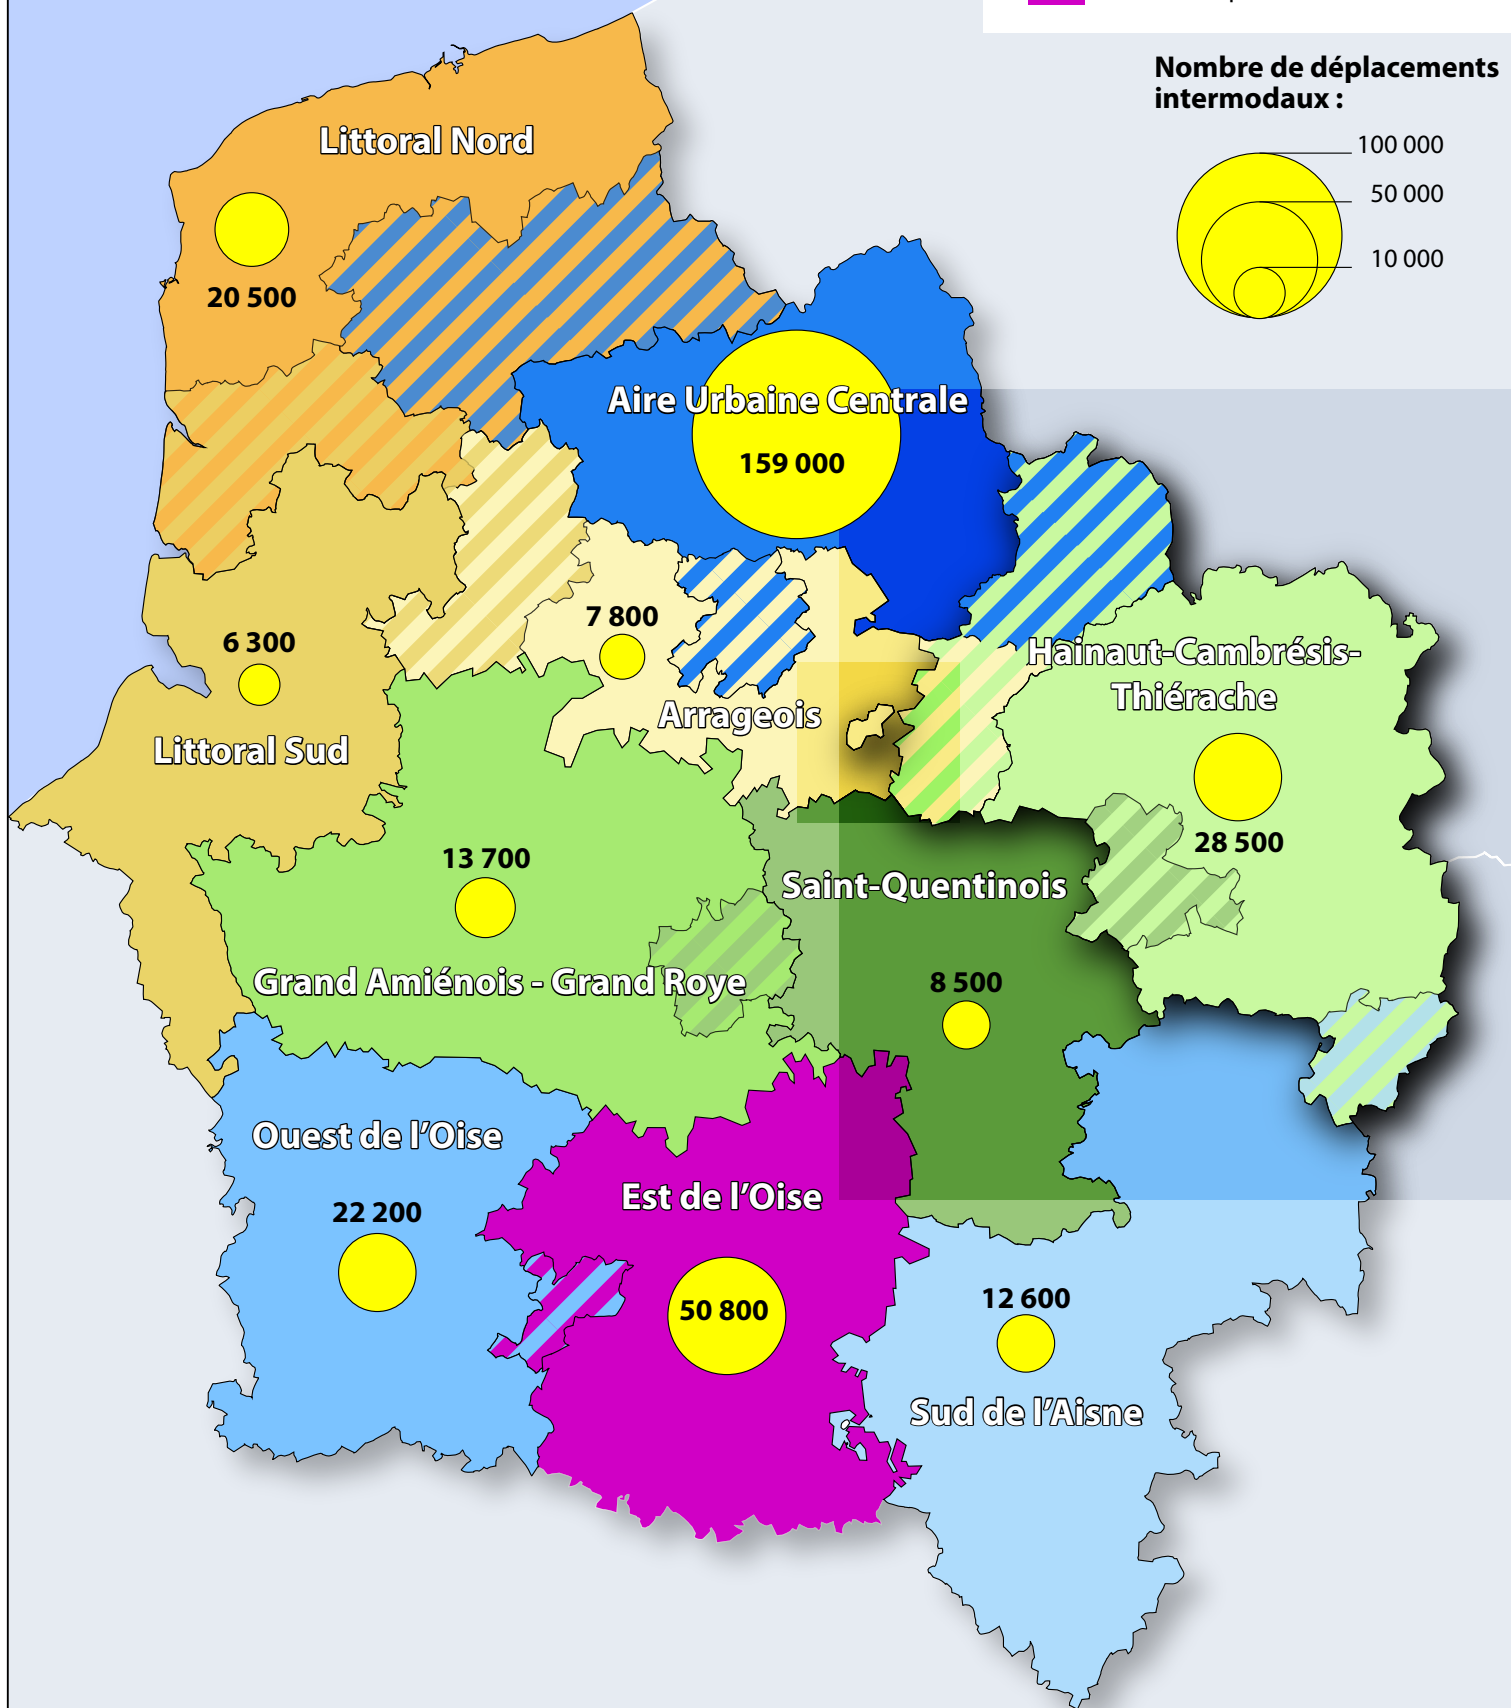 Nombre de déplacements
intermodaux :
100 000
50 000
10 000
Littoral Nord
20 500
Aire Urbaine Centrale
159 000
7 800
6 300
Hainaut-Cambrésis-
Thiérache
Arrageois
Littoral Sud
28 500
13 700
Saint-Quentinois
Grand Amiénois - Grand Roye
8 500
Ouest de l'Oise
Est de l'Oise
22 200
12 600
50 800
Sud de l'Aisne